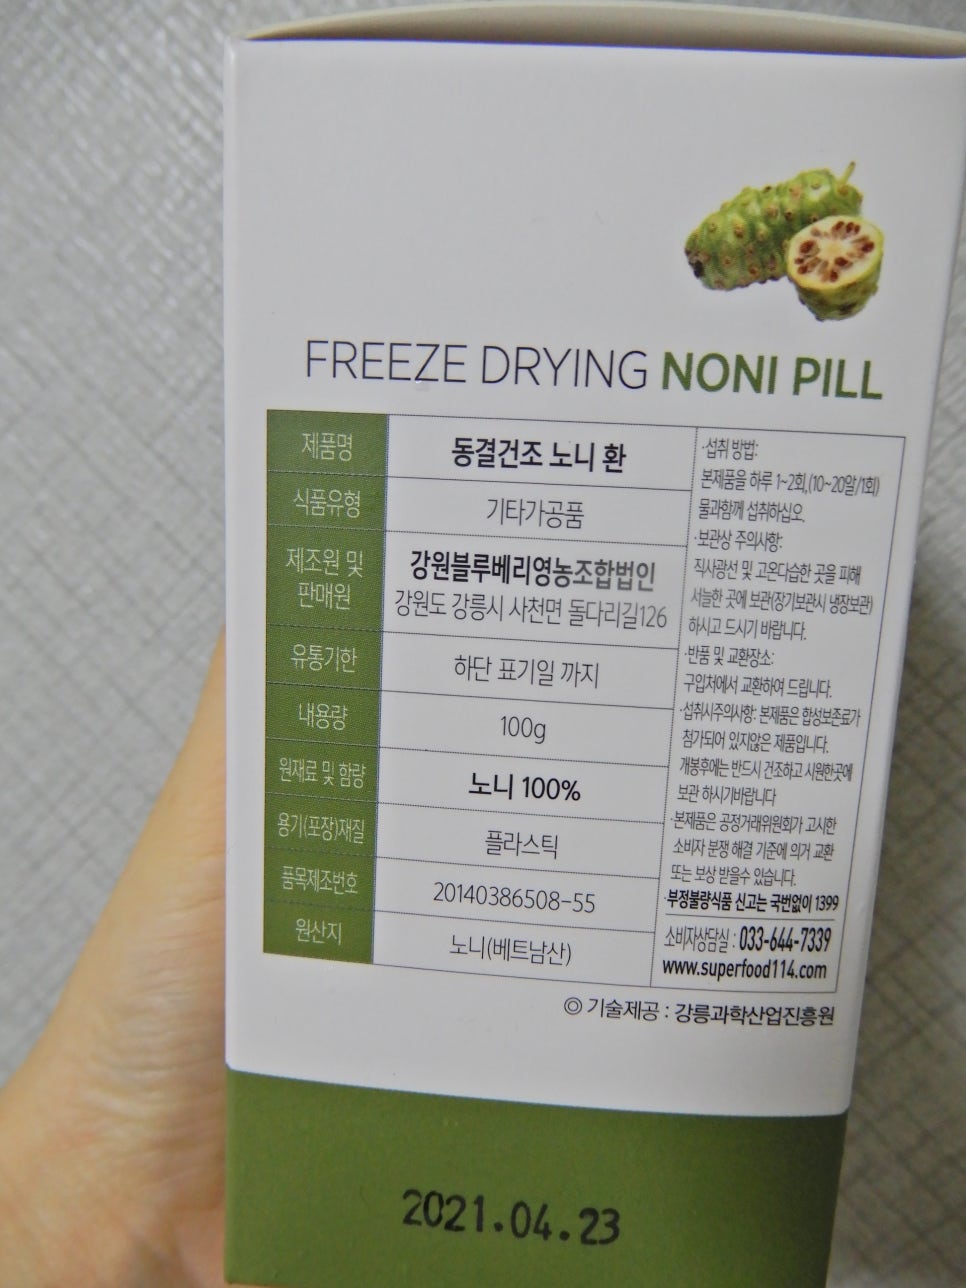 FREEZE DRYING NONI PILL
제품명
동결건조 노니 환
식품유형
기타가공품
제조원 및
판매원
강원블루베리영농조합법인
강원도 강릉시 사천면 돌다리길126
유통기한
하단 표기일 까지
내용량
100g
원재료 및 함량
노니 100%
용기(포장)재질
플라스틱
품목제조번호
20140386508-55
원산지
노니(베트남산)
·섭취 방법:
본제품을 하루 1~2회,(10~20알/1회)
물과함께 섭취하십오.
·보관상 주의사항:
직사광선 및 고온다습한 곳을 피해
서늘한 곳에 보관(장기보관시 냉장보관)
하시고 드시기 바랍니다.
·반품 및 교환장소:
구입처에서 교환하여 드립니다.
·섭취시주의사항: 본제품은 합성보존료가
첨가되어 있지않은 제품입니다.
개봉후에는 반드시 건조하고 시원한곳에
보관 하시기바랍니다
·본제품은 공정거래위원회가 고시한
소비자 분쟁 해결 기준에 의거 교환
또는 보상 받을수 있습니다.
·부정불량식품 신고는 국번없이 1399
소비자상담실 : 033-644-7339
www.superfood114.com
◎ 기술제공 : 강릉과학산업진흥원
2021.04.23